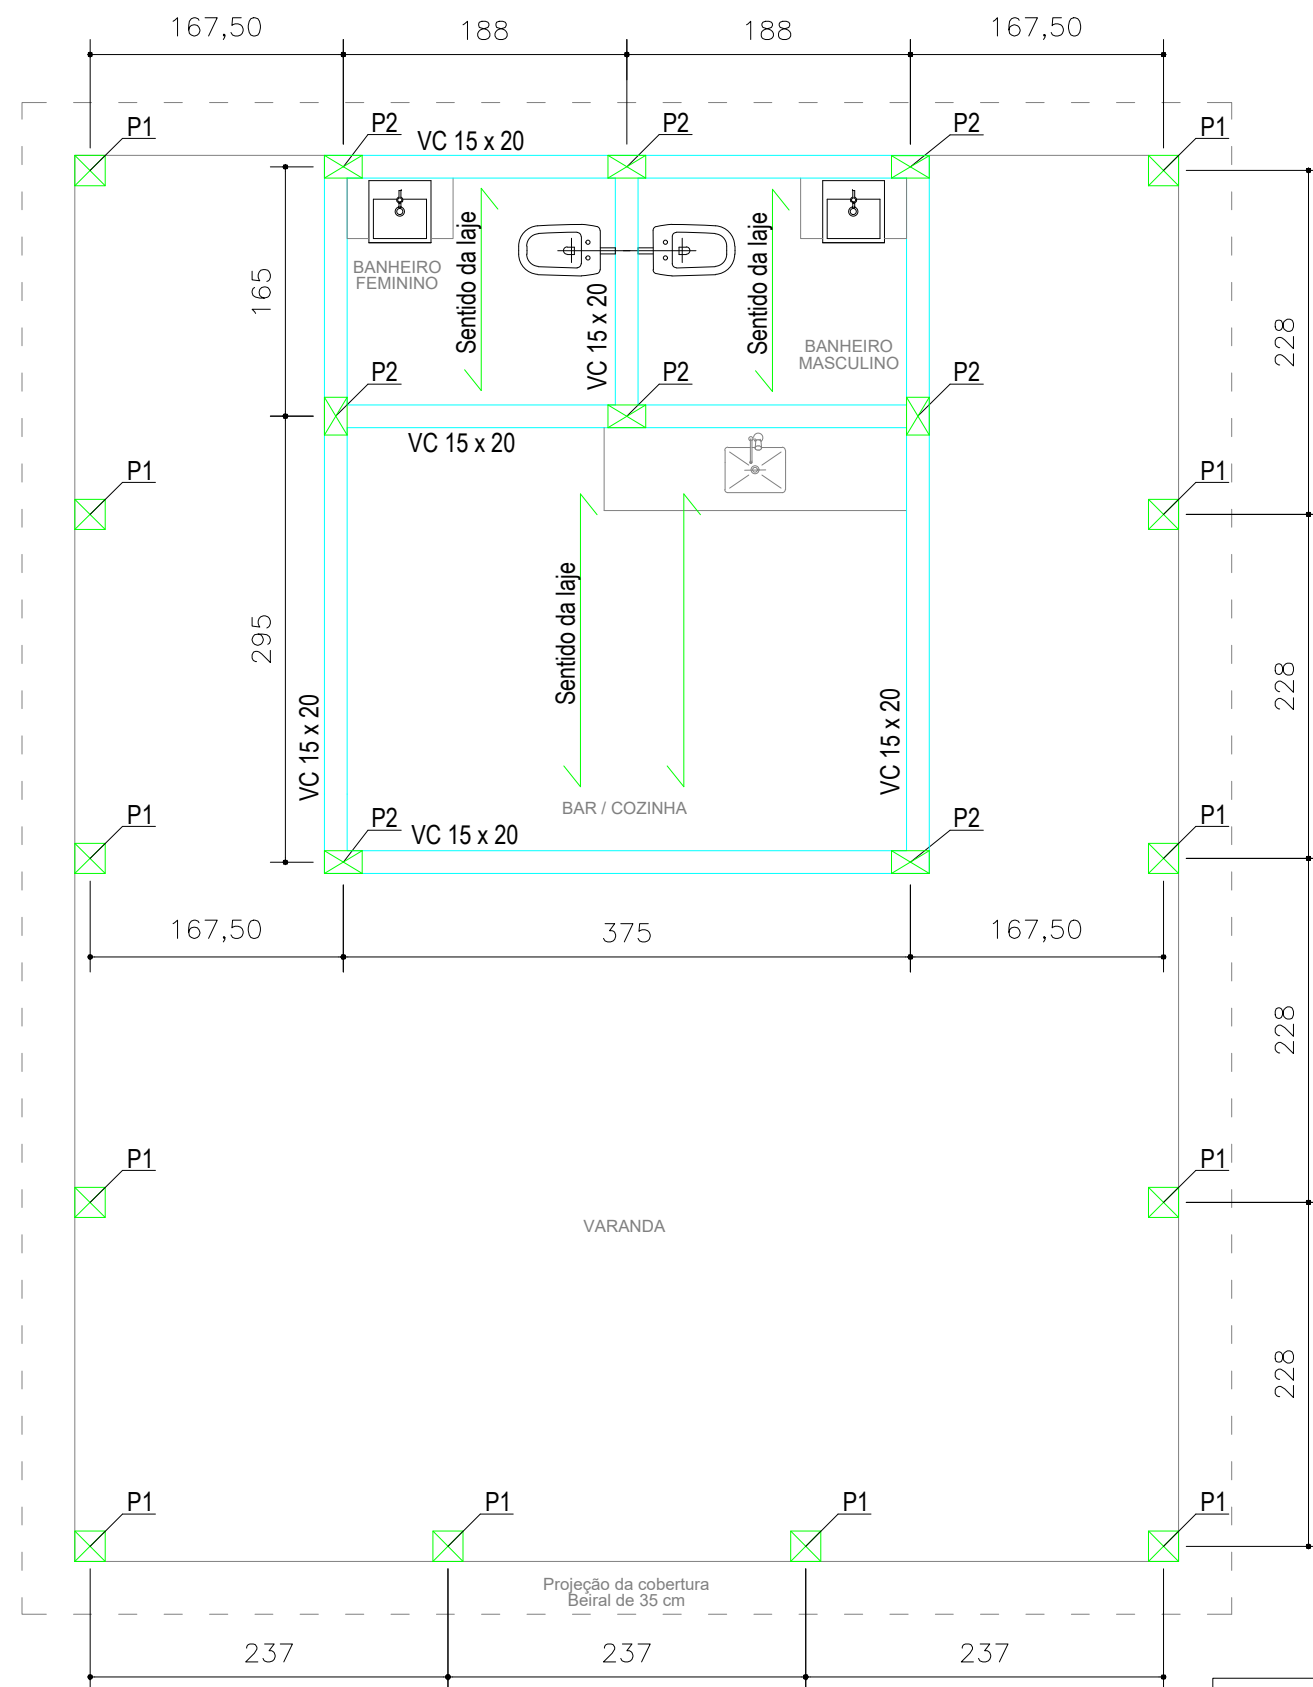 167,50
188
188
167,50
P1
P2
VC 15 x 20
P2
P2
P1
165
BANHEIRO
FEMININO
Sentido da laje
VC 15 x 20
Sentido da laje
BANHEIRO
MASCULINO
228
P2
P2
P2
VC 15 x 20
P1
P1
295
Sentido da laje
228
VC 15 x 20
VC 15 x 20
BAR / COZINHA
P1
P2
VC 15 x 20
P2
P1
167,50
375
167,50
228
P1
P1
VARANDA
228
P1
P1
P1
P1
Projeção da cobertura
Beiral de 35 cm
237
237
237